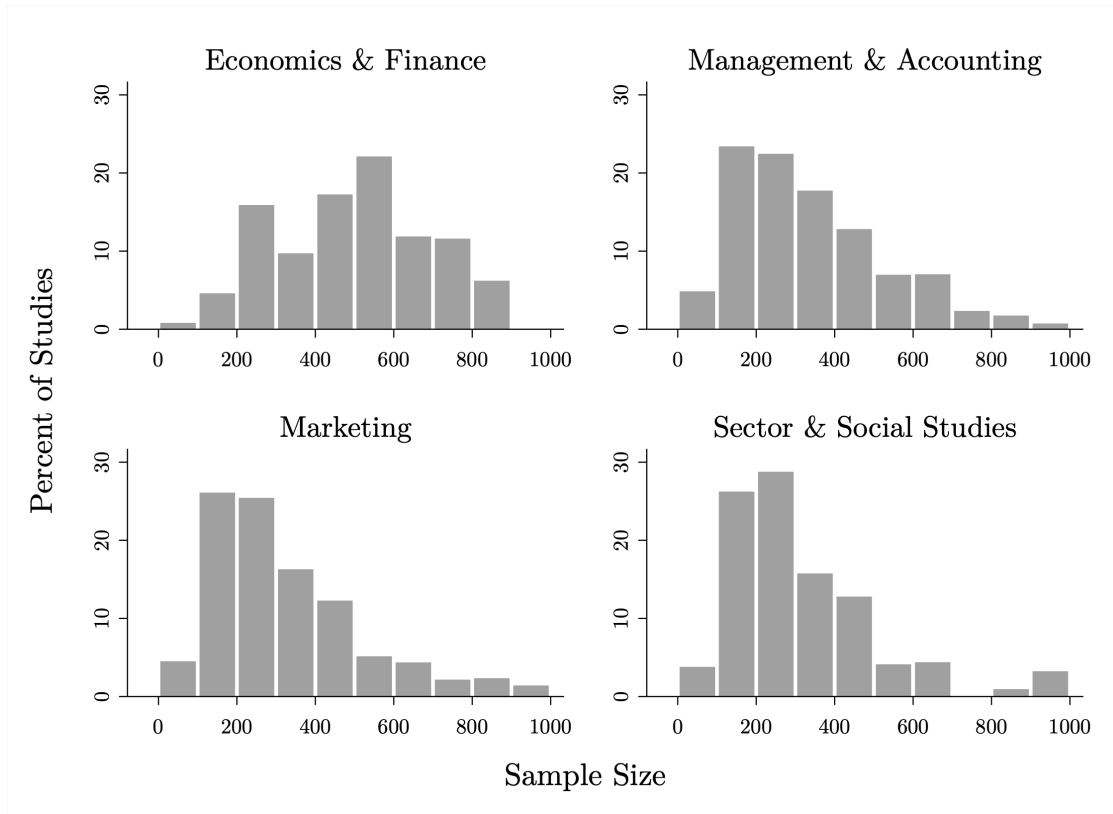 Economics & Finance
30
20
10
0
0 200 400 600 800 1000
Management & Accounting
30
20
10
0
0 200 400 600 800 1000
Marketing
30
20
10
0
0 200 400 600 800 1000
Sector & Social Studies
30
20
10
0
0 200 400 600 800 1000
Percent of Studies
Sample Size